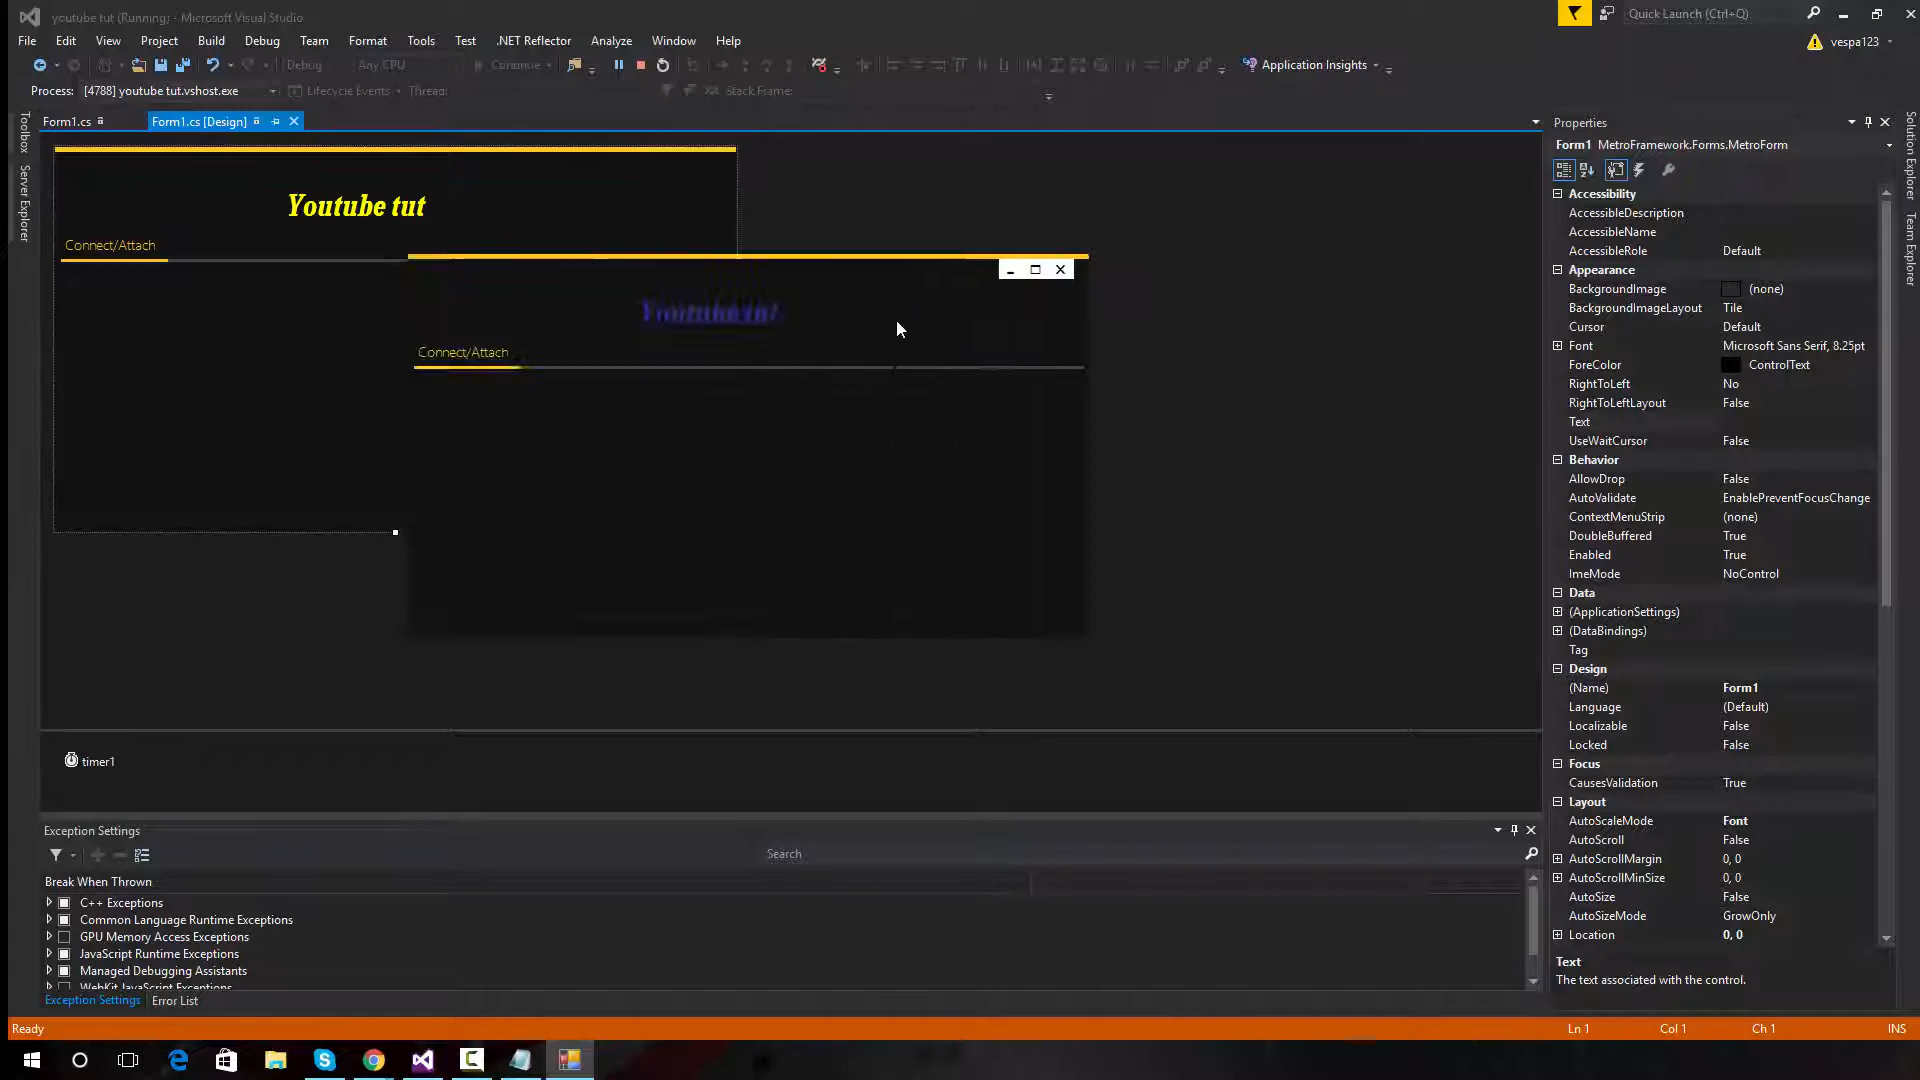 youtube tut (Running) - Microsoft Visual Studio
Quick Launch (Ctrl+Q)
File Edit View Project Build Debug Team Format Tools Test .NET Reflector Analyze Window Help
vespa123
Debug Any CPU Continue Application Insights
Process: [4788] youtube tut.vshost.exe Lifecycle Events Thread: Stack Frame:
Toolbox
Server Explorer
Form1.cs Form1.cs [Design]
Youtube tut
Connect/Attach
Connect/Attach
timer1
Exception Settings
Search
Break When Thrown
C++ Exceptions
Common Language Runtime Exceptions
GPU Memory Access Exceptions
JavaScript Runtime Exceptions
Managed Debugging Assistants
WebKit JavaScript Exceptions
Exception Settings Error List
Properties
Form1 MetroFramework.Forms.MetroForm
Accessibility
AccessibleDescription
AccessibleName
AccessibleRole Default
Appearance
BackgroundImage (none)
BackgroundImageLayout Tile
Cursor Default
Font Microsoft Sans Serif, 8.25pt
ForeColor ControlText
RightToLeft No
RightToLeftLayout False
Text
UseWaitCursor False
Behavior
AllowDrop False
AutoValidate EnablePreventFocusChange
ContextMenuStrip (none)
DoubleBuffered True
Enabled True
ImeMode NoControl
Data
(ApplicationSettings)
(DataBindings)
Tag
Design
(Name) Form1
Language (Default)
Localizable False
Locked False
Focus
CausesValidation True
Layout
AutoScaleMode Font
AutoScroll False
AutoScrollMargin 0, 0
AutoScrollMinSize 0, 0
AutoSize False
AutoSizeMode GrowOnly
Location 0, 0
Text
The text associated with the control.
Solution Explorer
Team Explorer
Ready Ln 1 Col 1 Ch 1 INS